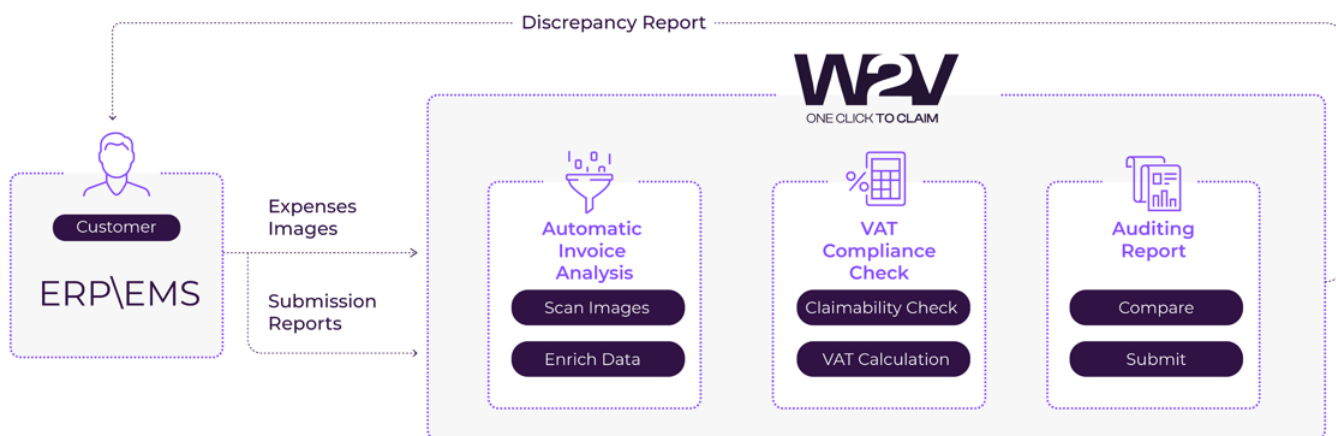 Discrepancy Report
W2V
ONE CLICK TO CLAIM
Customer
ERP\EMS
Expenses
Images
Submission
Reports
Automatic
Invoice
Analysis
Scan Images
Enrich Data
%
VAT
Compliance
Check
Claimability Check
VAT Calculation
Auditing
Report
Compare
Submit